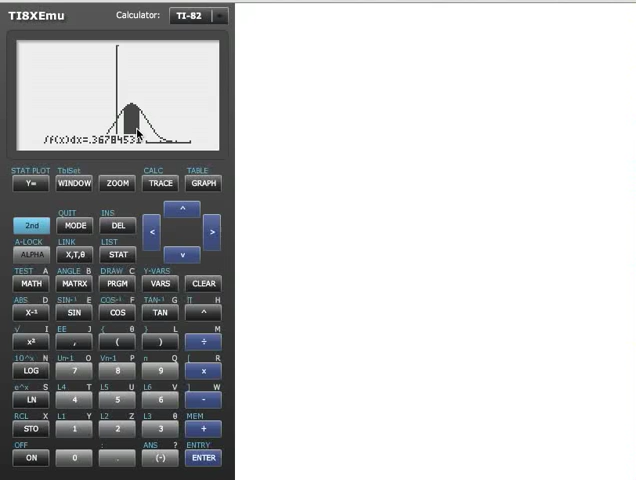 TI8XEmu Calculator: TI-82
∫f(x)dx=.36784531
STAT PLOT TblSet CALC TABLE
Y= WINDOW ZOOM TRACE GRAPH
^
QUIT INS
2nd MODE DEL < >
A-LOCK LINK LIST
ALPHA X,T,θ STAT v
TEST A ANGLE B DRAW C Y-VARS
MATH MATRX PRGM VARS CLEAR
ABS D SIN-¹ E COS-¹ F TAN-¹ G π H
X-¹ SIN COS TAN ^
√ I EE J { θ } L M
x² , ( ) ÷
10^x N Un-1 O Vn-1 P n Q [ R
LOG 7 8 9 x
e^x S L4 T L5 U L6 V ] W
LN 4 5 6 -
RCL X L1 Y L2 Z L3 θ MEM
STO 1 2 3 +
OFF : ANS ? ENTRY
ON 0 . (-) ENTER